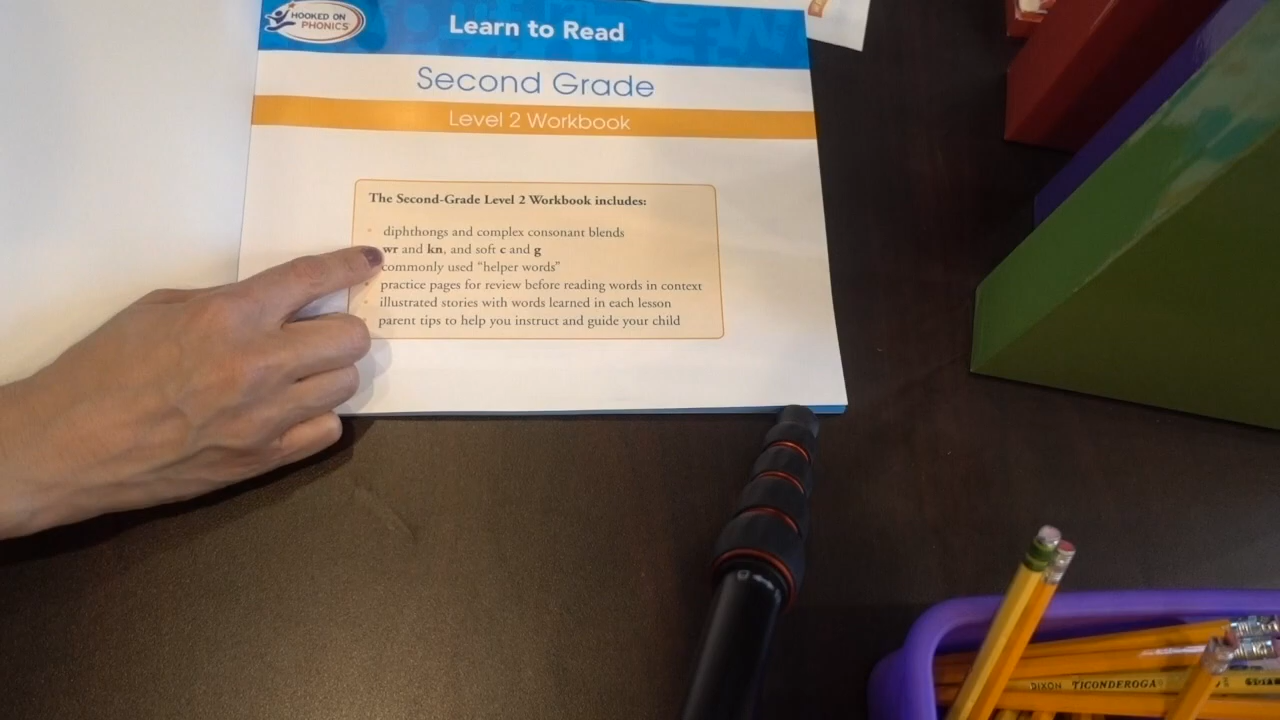 HOOKED ON
PHONICS
Learn to Read
Second Grade
Level 2 Workbook
The Second-Grade Level 2 Workbook includes:
diphthongs and complex consonant blends
wr and kn, and soft c and g
commonly used "helper words"
practice pages for review before reading words in context
illustrated stories with words learned in each lesson
parent tips to help you instruct and guide your child
DIXON TICONDEROGA